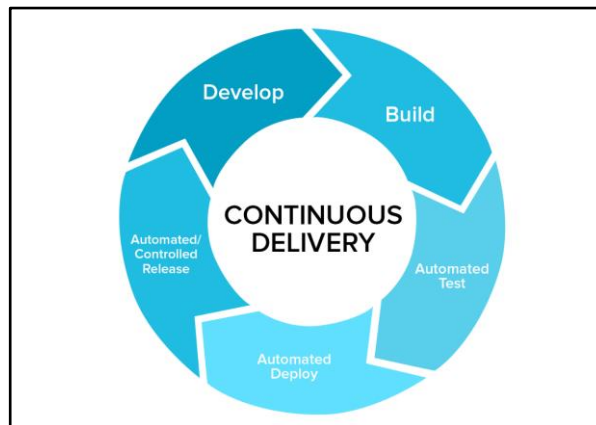 Develop
Build
CONTINUOUS
DELIVERY
Automated/
Controlled
Release
Automated
Test
Automated
Deploy